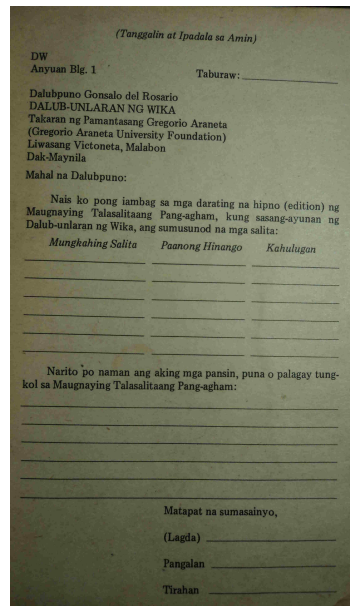 (Tanggalin at Ipadala sa Amin)
DW
Anyuan Blg. 1
Taburaw:
Dalubpuno Gonsalo del Rosario
DALUB-UNLARAN NG WIKA
Takaran ng Pamantasang Gregorio Araneta
(Gregorio Araneta University Foundation)
Liwasang Victoneta, Malabon
Dak-Maynila
Mahal na Dalubpuno:
Nais ko pong iambag sa mga darating na hipno (edition) ng
Maugnaying Talasalitaang Pang-agham, kung sasang-ayunan ng
Dalub-unlaran ng Wika, ang sumusunod na mga salita:
Mungkahing Salita Paanong Hinango Kahulugan
Narito po naman ang aking mga pansin, puna o palagay tung-
kol sa Maugnaying Talasalitaang Pang-agham:
Matapat na sumasainyo,
(Lagda)
Pangalan
Tirahan